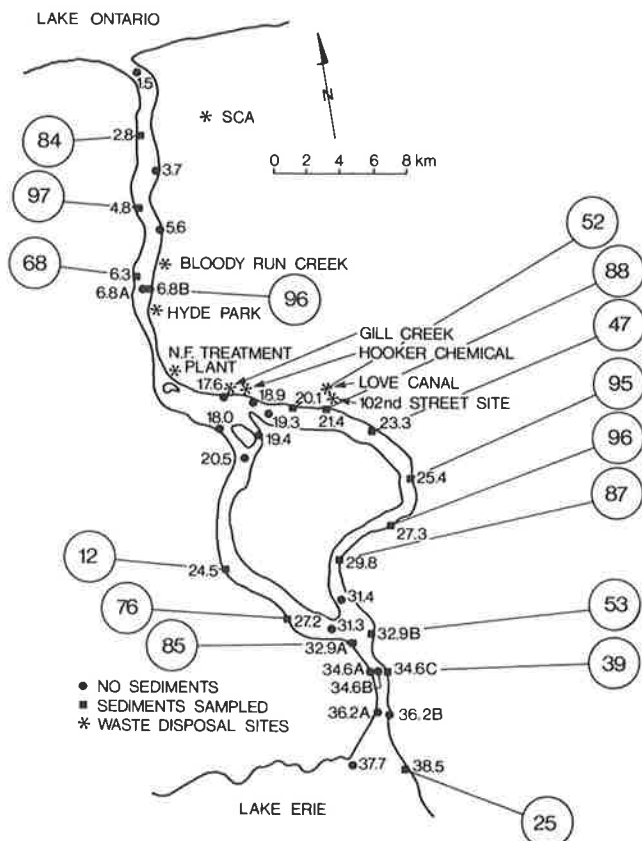 LAKE ONTARIO
1.5
N
* SCA
0 2 4 6 8 km
84
2.8
3.7
97
4.8
5.6
* BLOODY RUN CREEK
68
6.3
6.8A
6.8B
96
* HYDE PARK
52
88
47
GILL CREEK
HOOKER CHEMICAL
N.F. TREATMENT
* PLANT
17.6
18.9
* LOVE CANAL
20.1
* 102nd STREET SITE
19.3
21.4
23.3
18.0
19.4
20.5
95
25.4
96
27.3
87
29.8
12
24.5
31.4
76
27.2
31.3
53
32.9B
85
32.9A
34.6A
34.6C
39
34.6B
● NO SEDIMENTS
■ SEDIMENTS SAMPLED
* WASTE DISPOSAL SITES
36.2A
36.2B
37.7
38.5
LAKE ERIE
25